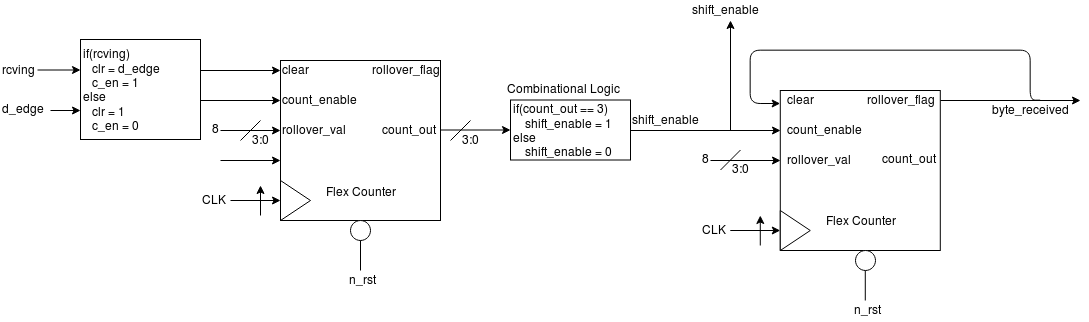 shift_enable
rcving
d_edge
if(rcving)
clr = d_edge
c_en = 1
else
clr = 1
c_en = 0
clear
rollover_flag
count_enable
8
3:0
rollover_val
count_out
3:0
CLK
Flex Counter
n_rst
Combinational Logic
if(count_out == 3)
shift_enable = 1
else
shift_enable = 0
shift_enable
clear
rollover_flag
byte_received
count_enable
8
3:0
rollover_val
count_out
CLK
Flex Counter
n_rst